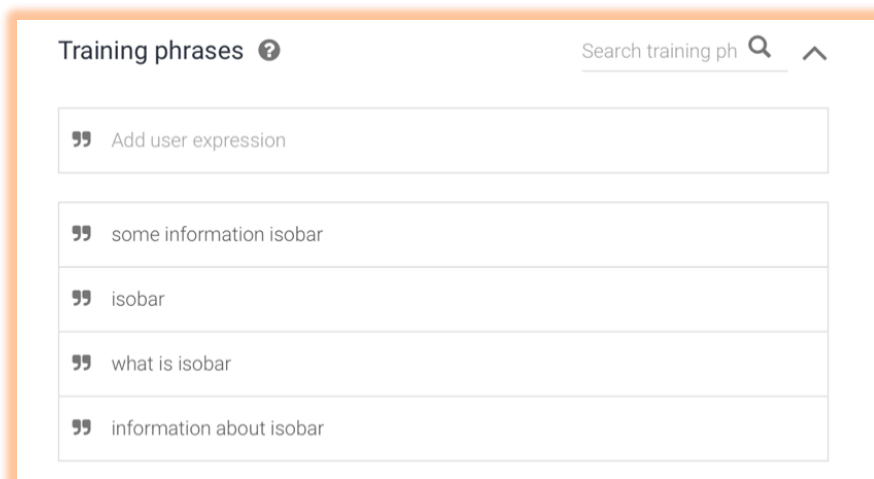 Training phrases
Search training ph
Add user expression
some information isobar
isobar
what is isobar
information about isobar